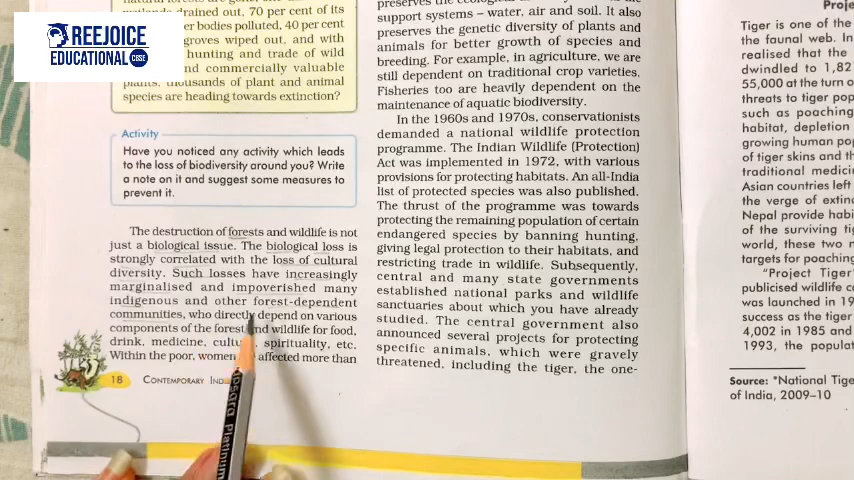 REEJOICE
EDUCATIONAL CBSE
natural forests are gone,
wetlands drained out, 70 per cent of its
er bodies polluted, 40 per cent
groves wiped out, and with
hunting and trade of wild
nd commercially valuable
plants, thousands of plant and animal
species are heading towards extinction?
Activity
Have you noticed any activity which leads
to the loss of biodiversity around you? Write
a note on it and suggest some measures to
prevent it.
The destruction of forests and wildlife is not
just a biological issue. The biological loss is
strongly correlated with the loss of cultural
diversity. Such losses have increasingly
marginalised and impoverished many
indigenous and other forest-dependent
communities, who directly depend on various
components of the forest and wildlife for food,
drink, medicine, culture, spirituality, etc.
Within the poor, women are affected more than
18 CONTEMPORARY IND
preserves the ecological
support systems – water, air and soil. It also
preserves the genetic diversity of plants and
animals for better growth of species and
breeding. For example, in agriculture, we are
still dependent on traditional crop varieties.
Fisheries too are heavily dependent on the
maintenance of aquatic biodiversity.
In the 1960s and 1970s, conservationists
demanded a national wildlife protection
programme. The Indian Wildlife (Protection)
Act was implemented in 1972, with various
provisions for protecting habitats. An all-India
list of protected species was also published.
The thrust of the programme was towards
protecting the remaining population of certain
endangered species by banning hunting,
giving legal protection to their habitats, and
restricting trade in wildlife. Subsequently,
central and many state governments
established national parks and wildlife
sanctuaries about which you have already
studied. The central government also
announced several projects for protecting
specific animals, which were gravely
threatened, including the tiger, the one-
Proje
Tiger is one of the
the faunal web. In
realised that the
dwindled to 1,82
55,000 at the turn o
threats to tiger pop
such as poaching
habitat, depletion
growing human pop
of tiger skins and th
traditional medici
Asian countries left
the verge of extinc
Nepal provide habi
of the surviving tig
world, these two n
targets for poaching
"Project Tiger"
publicised wildlife c
was launched in 19
success as the tiger
4,002 in 1985 and
1993, the populat
Source: *National Tige
of India, 2009–10
apsara Platinum